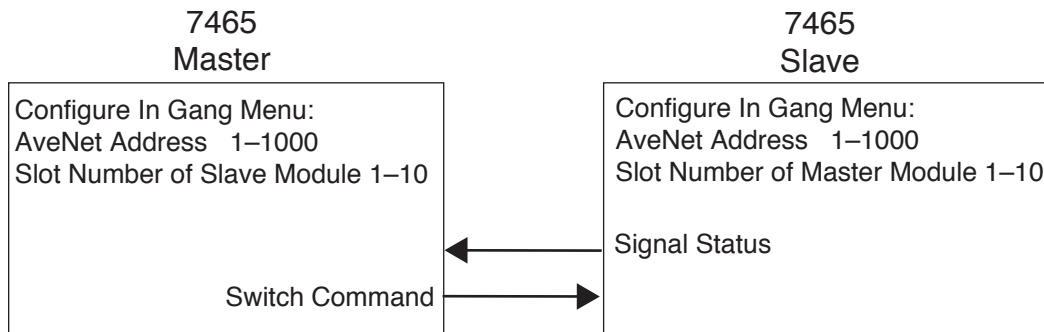 7465
Master
Configure In Gang Menu:
AveNet Address 1–1000
Slot Number of Slave Module 1–10
Switch Command
7465
Slave
Configure In Gang Menu:
AveNet Address 1–1000
Slot Number of Master Module 1–10
Signal Status